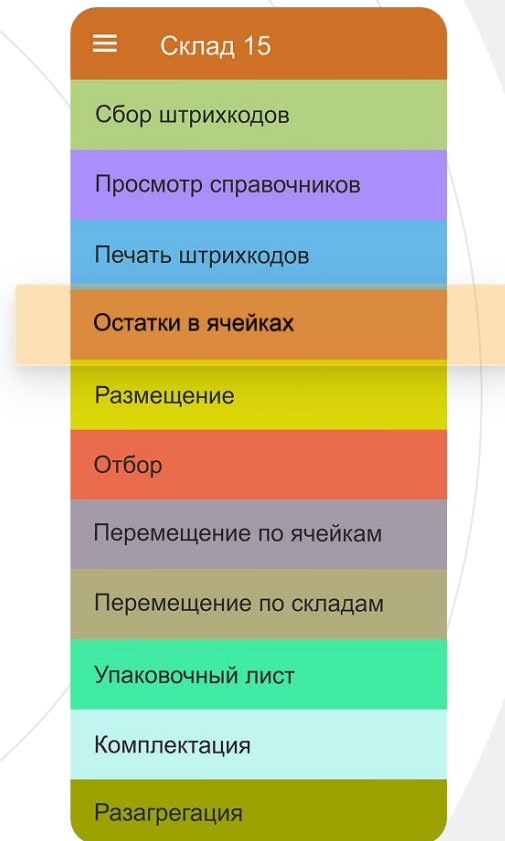 Склад 15
Сбор штрихкодов
Просмотр справочников
Печать штрихкодов
Остатки в ячейках
Размещение
Отбор
Перемещение по ячейкам
Перемещение по складам
Упаковочный лист
Комплектация
Разагрегация